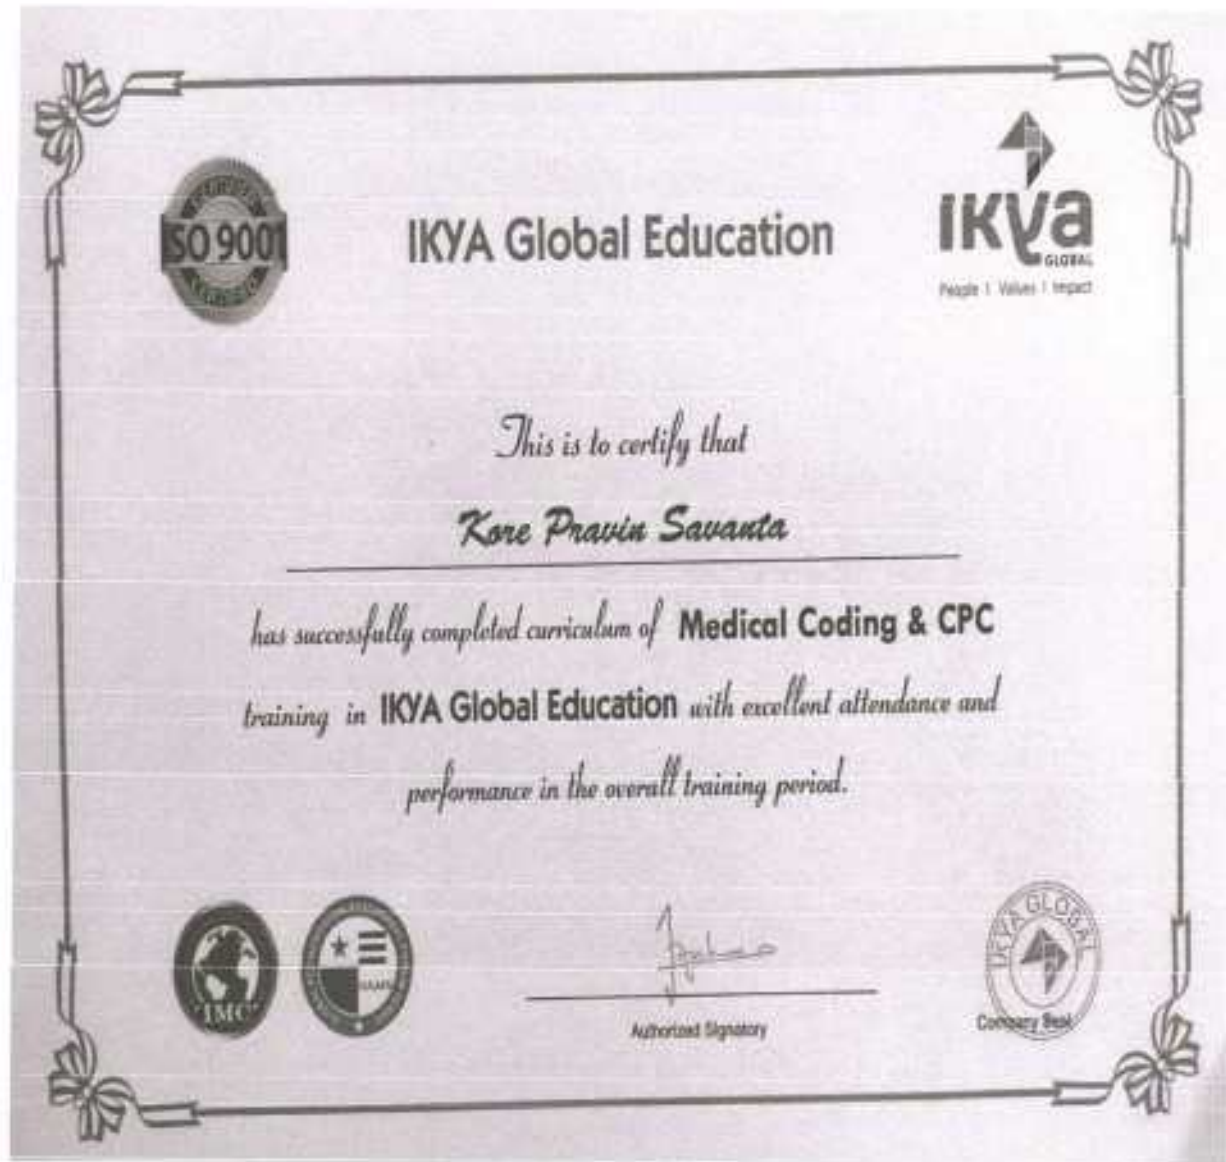 ISO 9001
CERTIFIED
IKYA Global Education
IKya
GLOBAL
People | Values | Impact
This is to certify that
Kore Pravin Savanta
has successfully completed curriculum of Medical Coding & CPC
training in IKYA Global Education with excellent attendance and
performance in the overall training period.
IMC
IKYA GLOBAL
Authorized Signatory
Company Seal